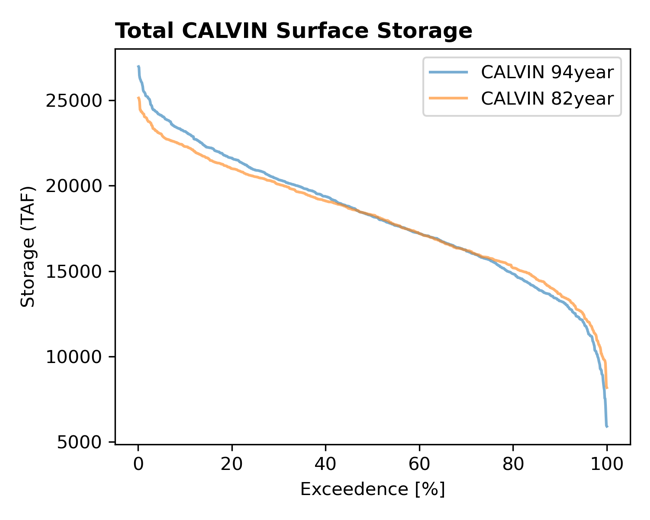 Total CALVIN Surface Storage
CALVIN 94year
CALVIN 82year
Storage (TAF)
25000
20000
15000
10000
5000
0 20 40 60 80 100
Exceedence [%]